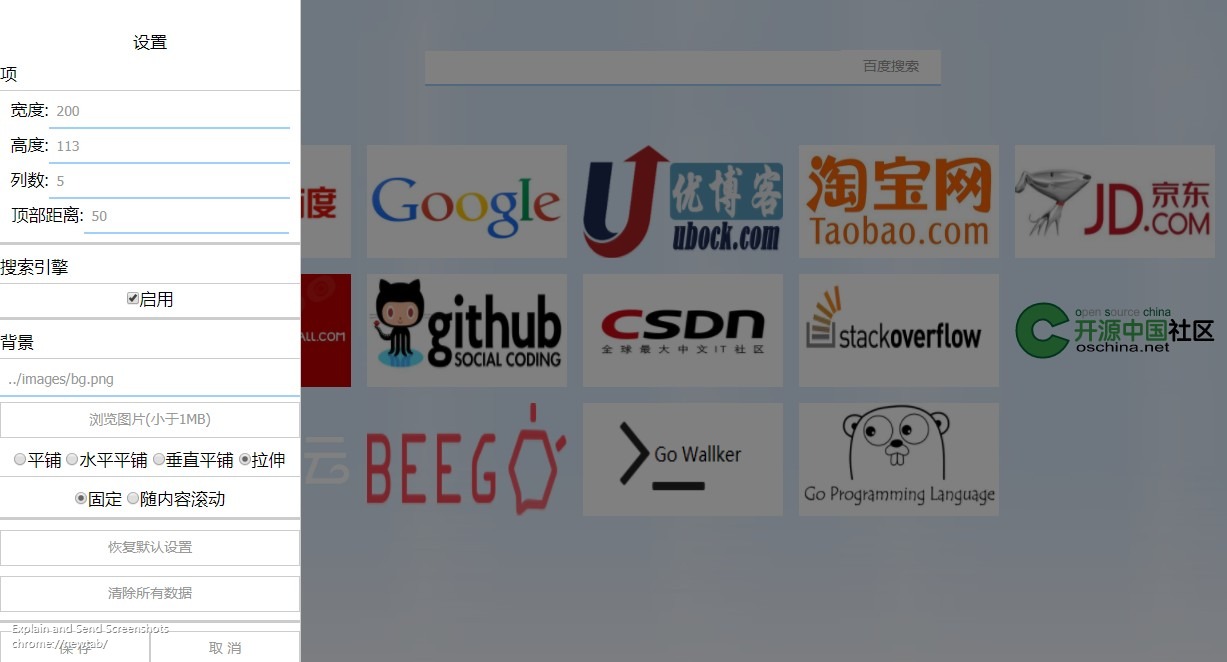 设置
项
宽度: 200
高度: 113
列数: 5
顶部距离: 50
搜索引擎
启用
背景
../images/bg.png
浏览图片(小于1MB)
平铺 水平平铺 垂直平铺 拉伸
固定 随内容滚动
恢复默认设置
清除所有数据
Explain and Send Screenshots
chrome://newtab/
保 存
取 消
百度搜索
度
Google
优博客
ubock.com
淘宝网
Taobao.com
JD.京东
.COM
ALL.COM
github
SOCIAL CODING
CSDN
全球最大中文IT社区
stackoverflow
open source china
开源中国社区
oschina.net
云
BEEGO
Go Wallker
Go Programming Language